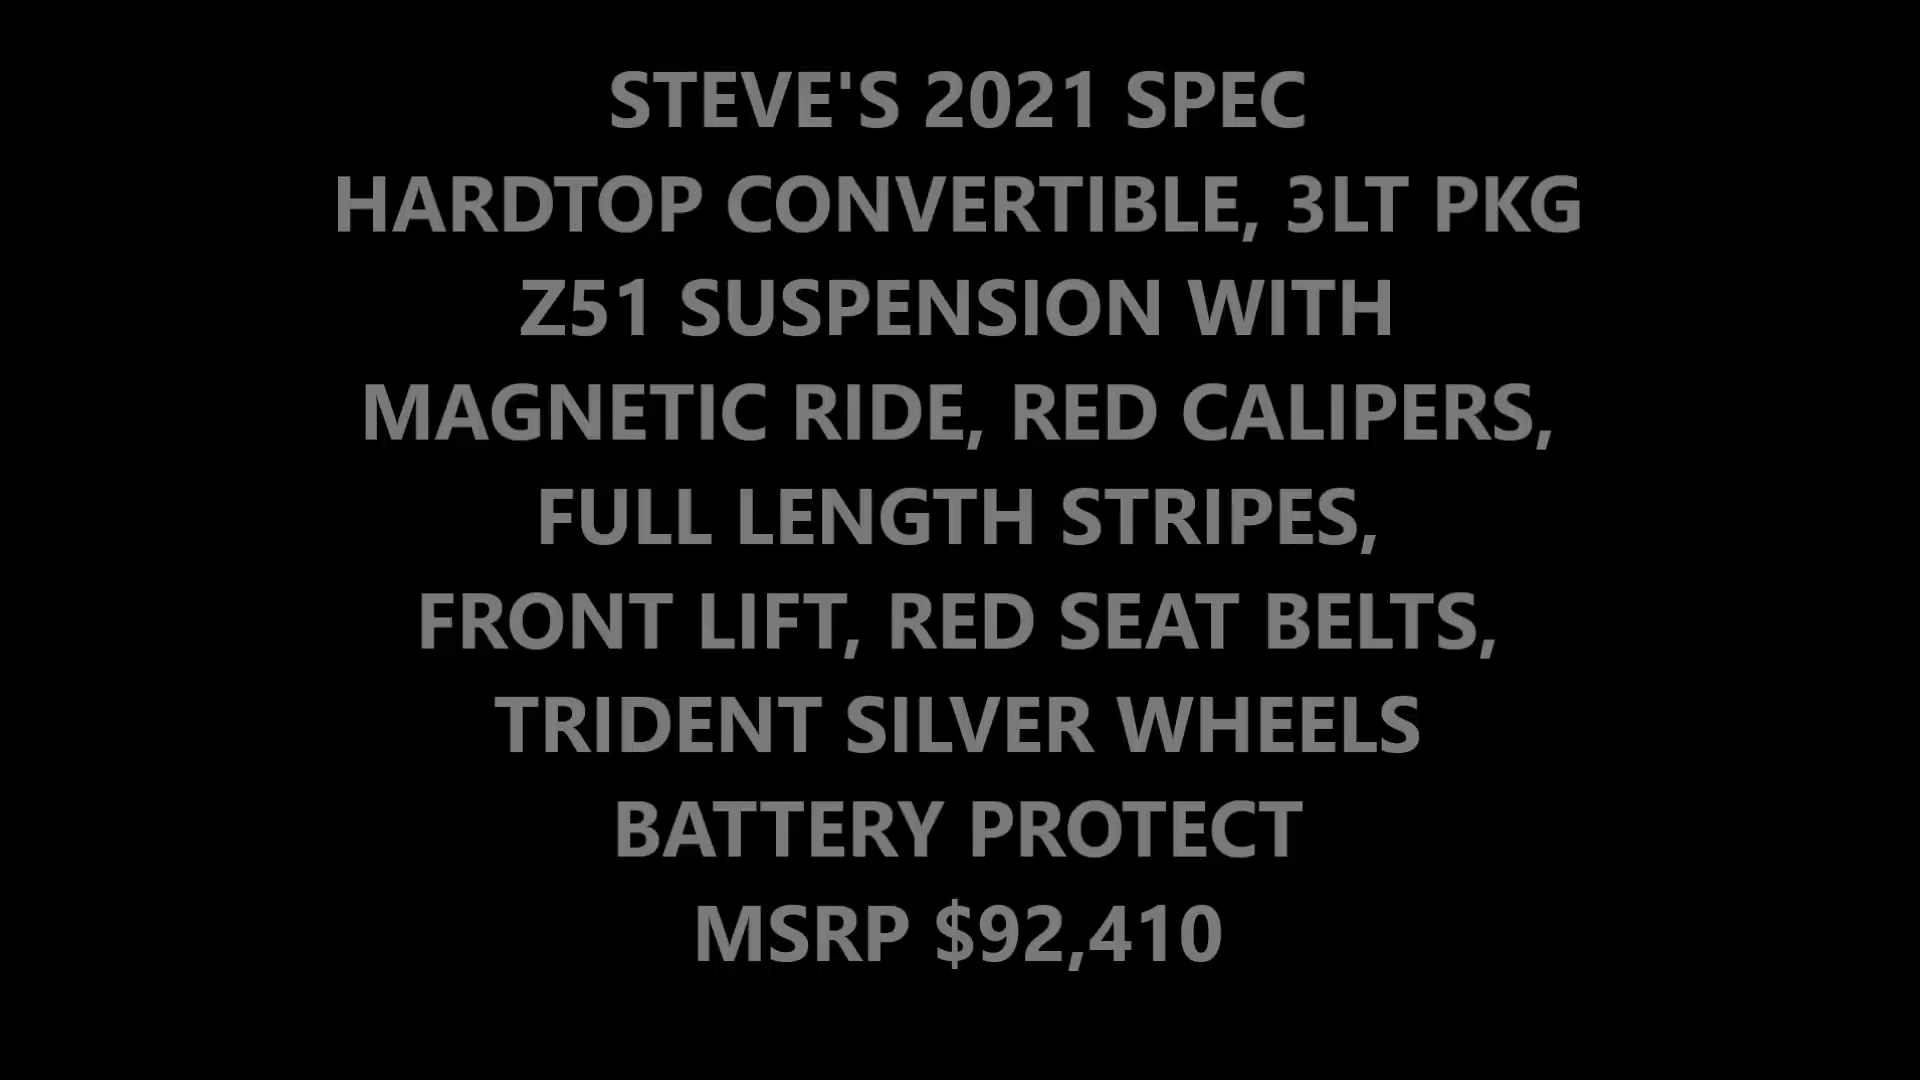 STEVE'S 2021 SPEC
HARDTOP CONVERTIBLE, 3LT PKG
Z51 SUSPENSION WITH
MAGNETIC RIDE, RED CALIPERS,
FULL LENGTH STRIPES,
FRONT LIFT, RED SEAT BELTS,
TRIDENT SILVER WHEELS
BATTERY PROTECT
MSRP $92,410